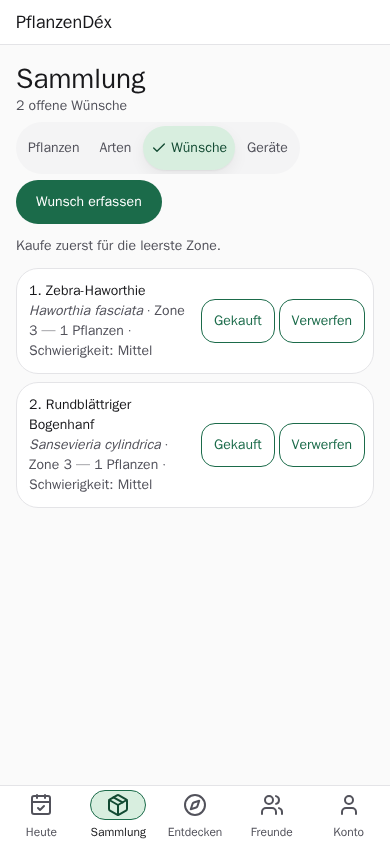 PflanzenDéx
Sammlung
2 offene Wünsche
Pflanzen Arten Wünsche Geräte
Wunsch erfassen
Kaufe zuerst für die leerste Zone.
1. Zebra-Haworthie
Haworthia fasciata · Zone
3 — 1 Pflanzen ·
Schwierigkeit: Mittel
Gekauft Verwerfen
2. Rundblättriger
Bogenhanf
Sansevieria cylindrica ·
Zone 3 — 1 Pflanzen ·
Schwierigkeit: Mittel
Gekauft Verwerfen
Heute Sammlung Entdecken Freunde Konto